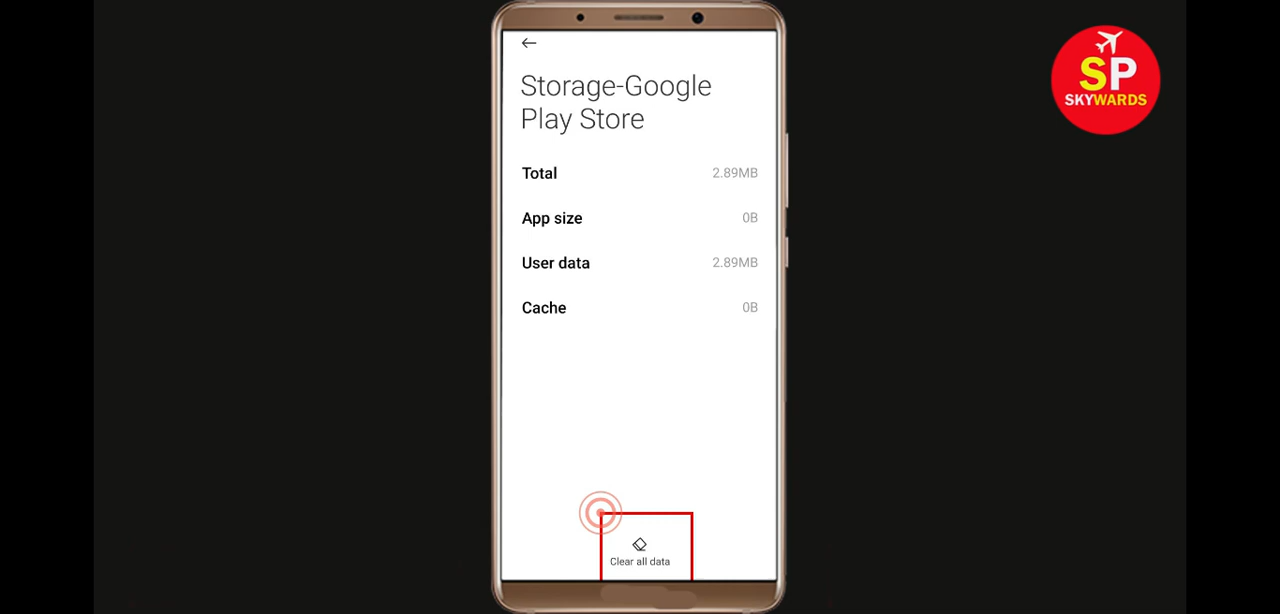 Storage-Google
Play Store
Total 2.89MB
App size 0B
User data 2.89MB
Cache 0B
Clear all data
SP
SKYWARDS